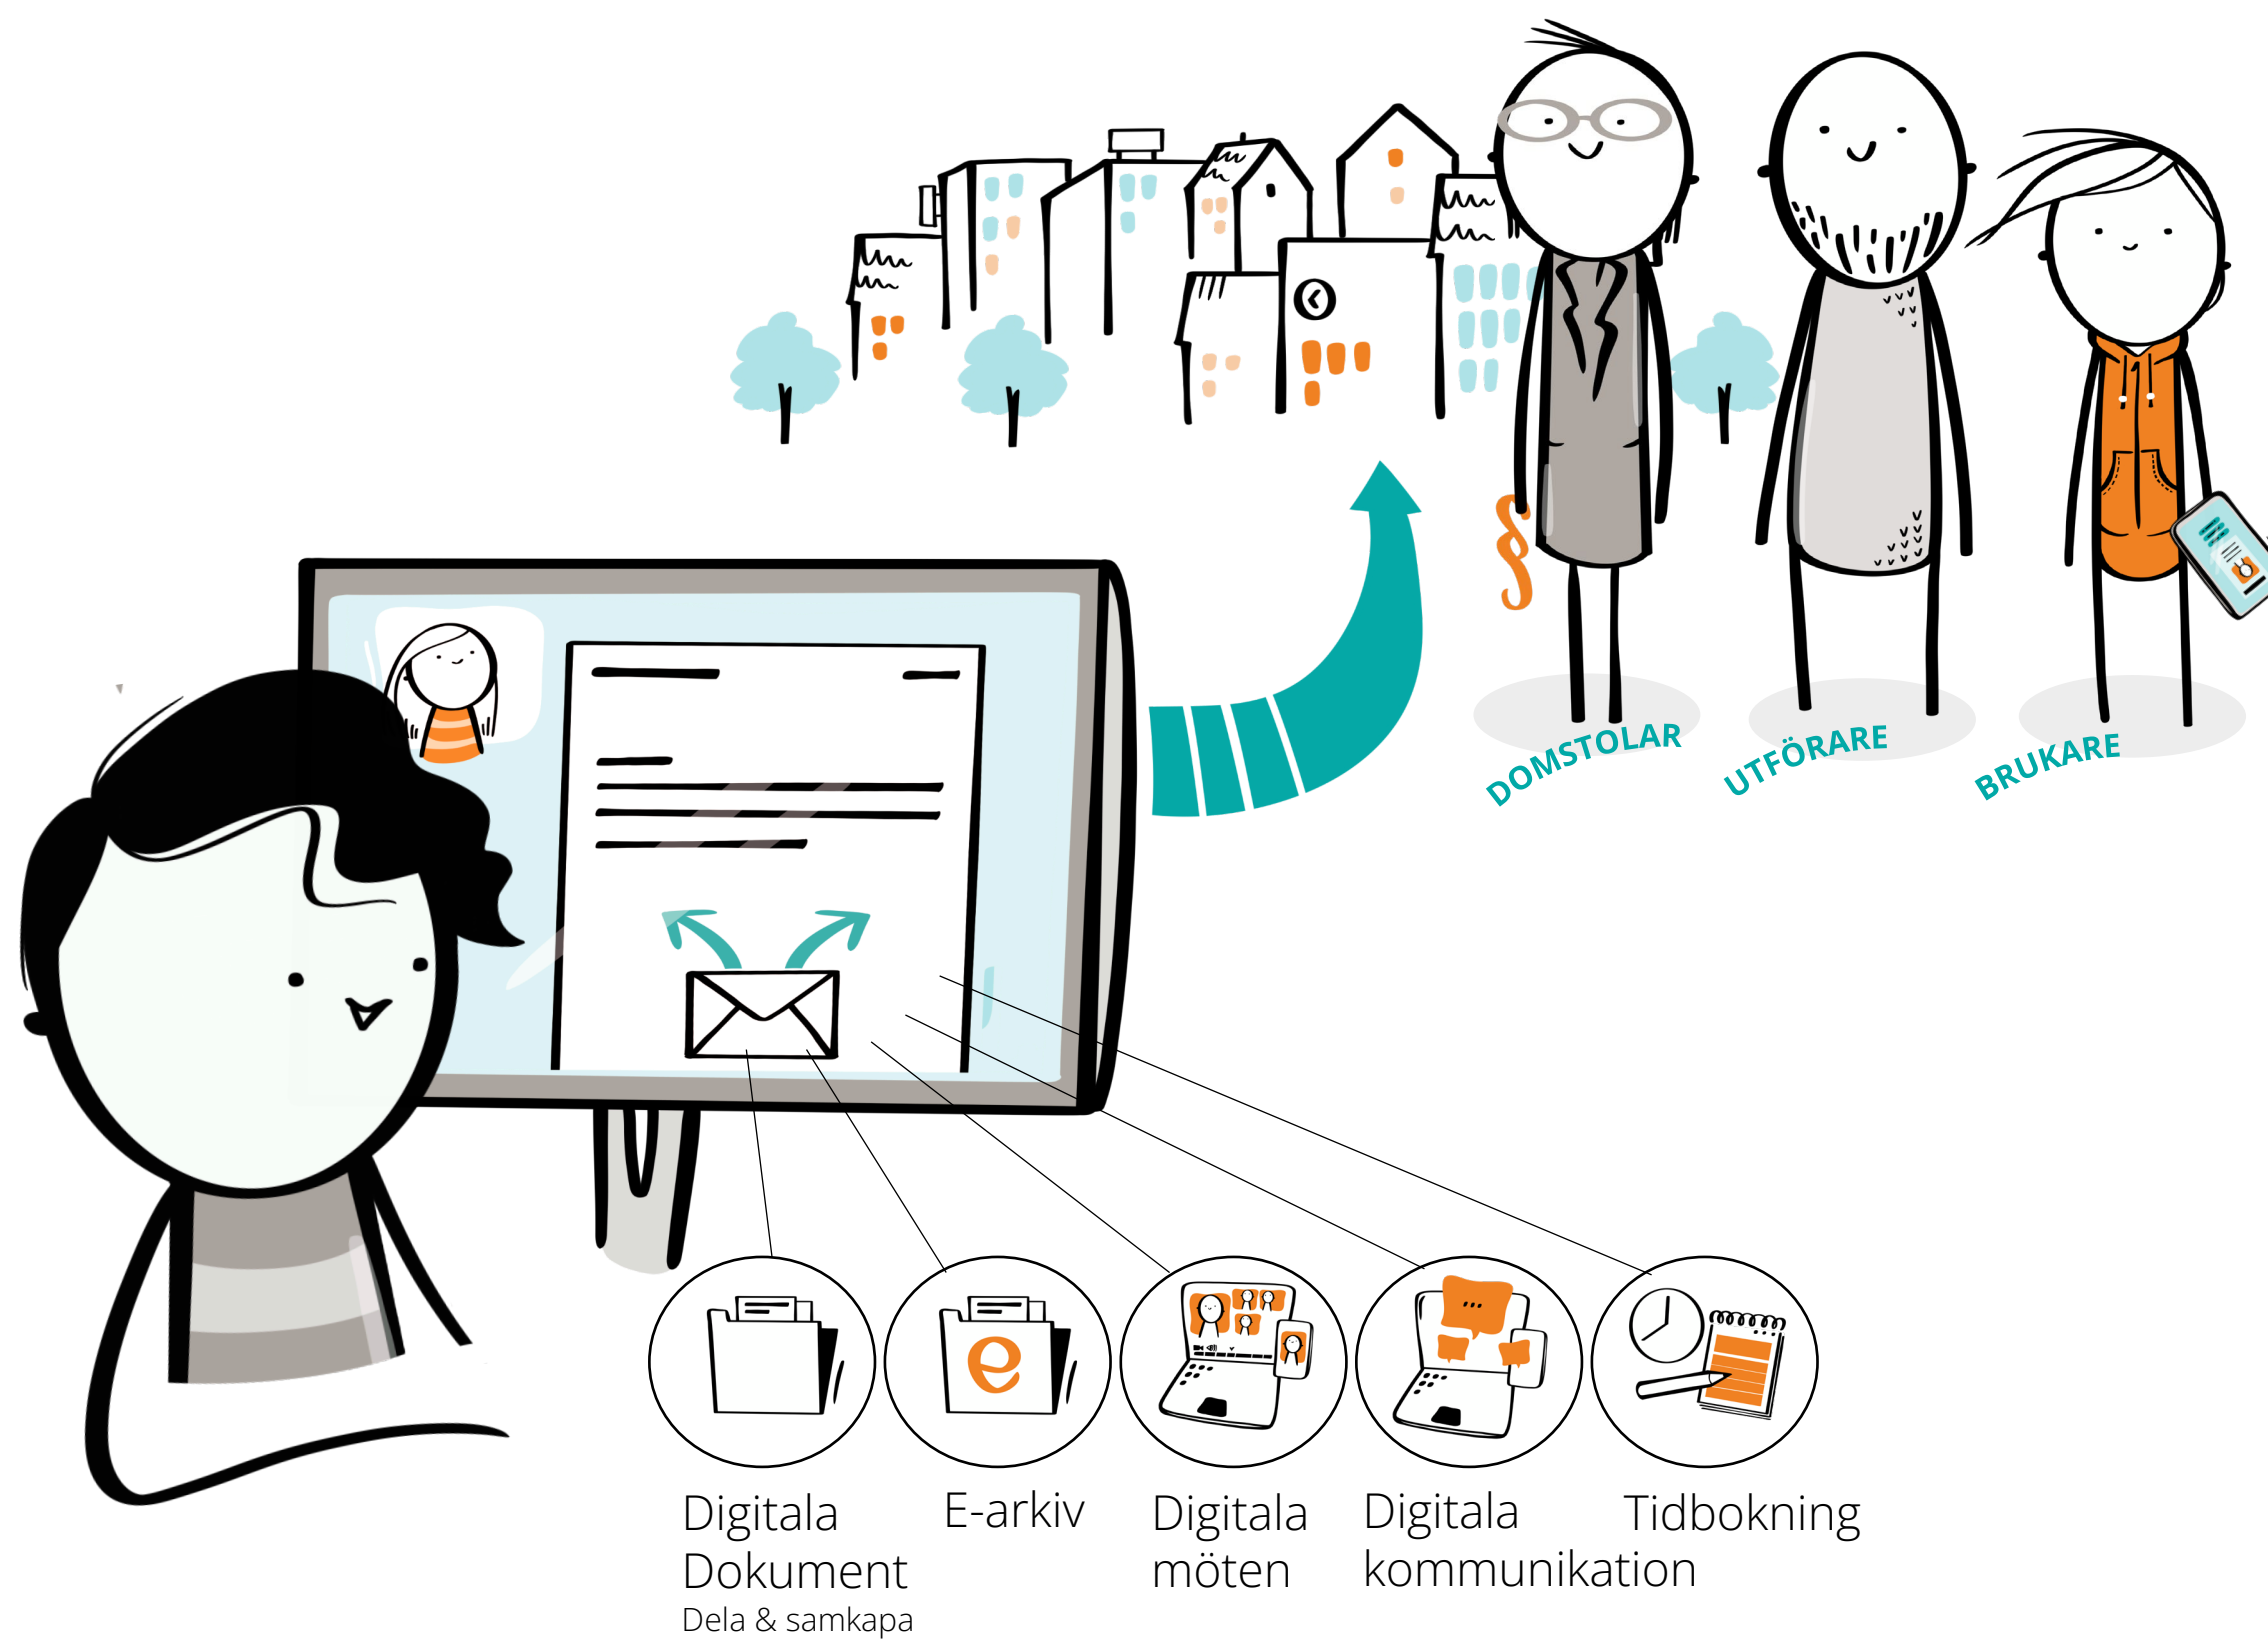 DOMSTOLAR
UTFÖRARE
BRUKARE
§
e
Digitala
Dokument
Dela & samkapa
E-arkiv
Digitala
möten
Digitala
kommunikation
Tidbokning